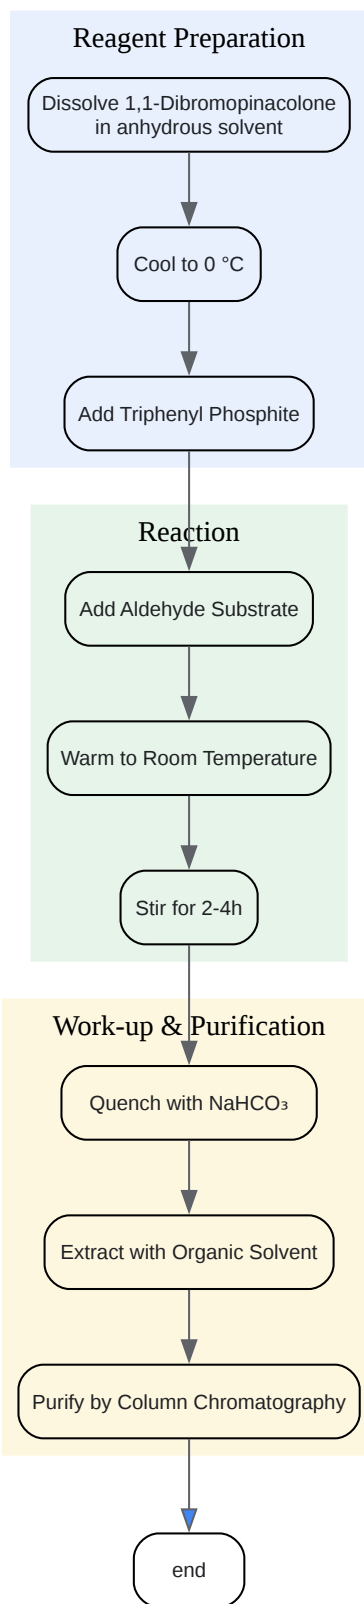 Reagent Preparation
Dissolve 1,1-Dibromopinacolone
in anhydrous solvent
Cool to 0 °C
Add Triphenyl Phosphite
Reaction
Add Aldehyde Substrate
Warm to Room Temperature
Stir for 2-4h
Work-up & Purification
Quench with NaHCO₃
Extract with Organic Solvent
Purify by Column Chromatography
end